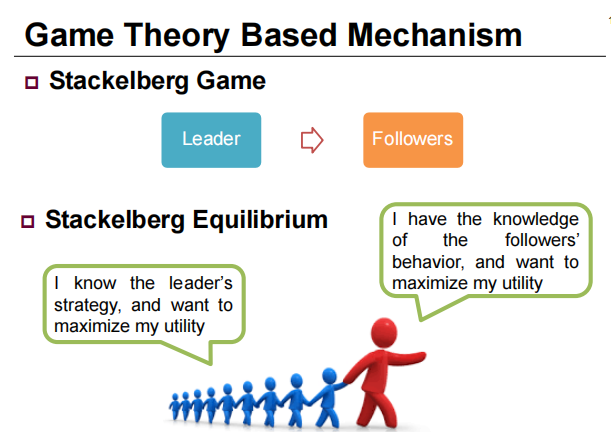 Game Theory Based Mechanism
Stackelberg Game
Leader
Followers
Stackelberg Equilibrium
I have the knowledge
of the followers'
behavior, and want to
maximize my utility
I know the leader's
strategy, and want to
maximize my utility